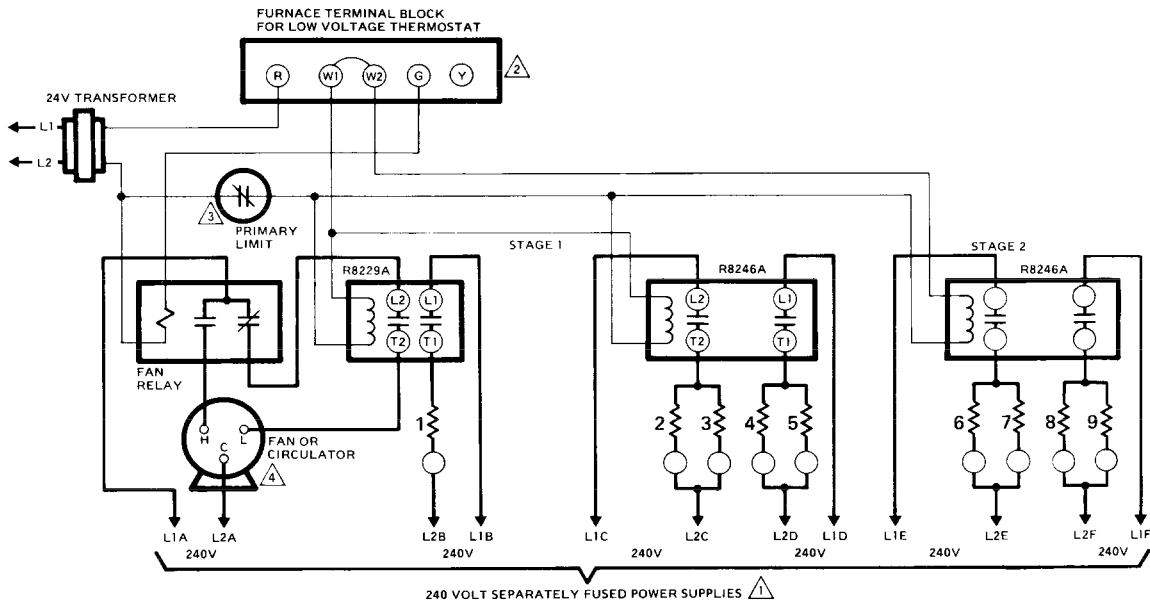 FURNACE TERMINAL BLOCK
FOR LOW VOLTAGE THERMOSTAT
R W1 W2 G Y
2
24V TRANSFORMER
L1
L2
3
PRIMARY
LIMIT
STAGE 1
STAGE 2
R8229A
R8246A
R8246A
L2 L1
L2 L1
T2 T1
T2 T1
FAN
RELAY
1
2 3 4 5
6 7 8 9
H L
C
FAN OR
CIRCULATOR
4
L1A L2A L2B L1B L1C L2C L2D L1D L1E L2E L2F L1F
240V 240V 240V 240V 240V 240V
240 VOLT SEPARATELY FUSED POWER SUPPLIES 1